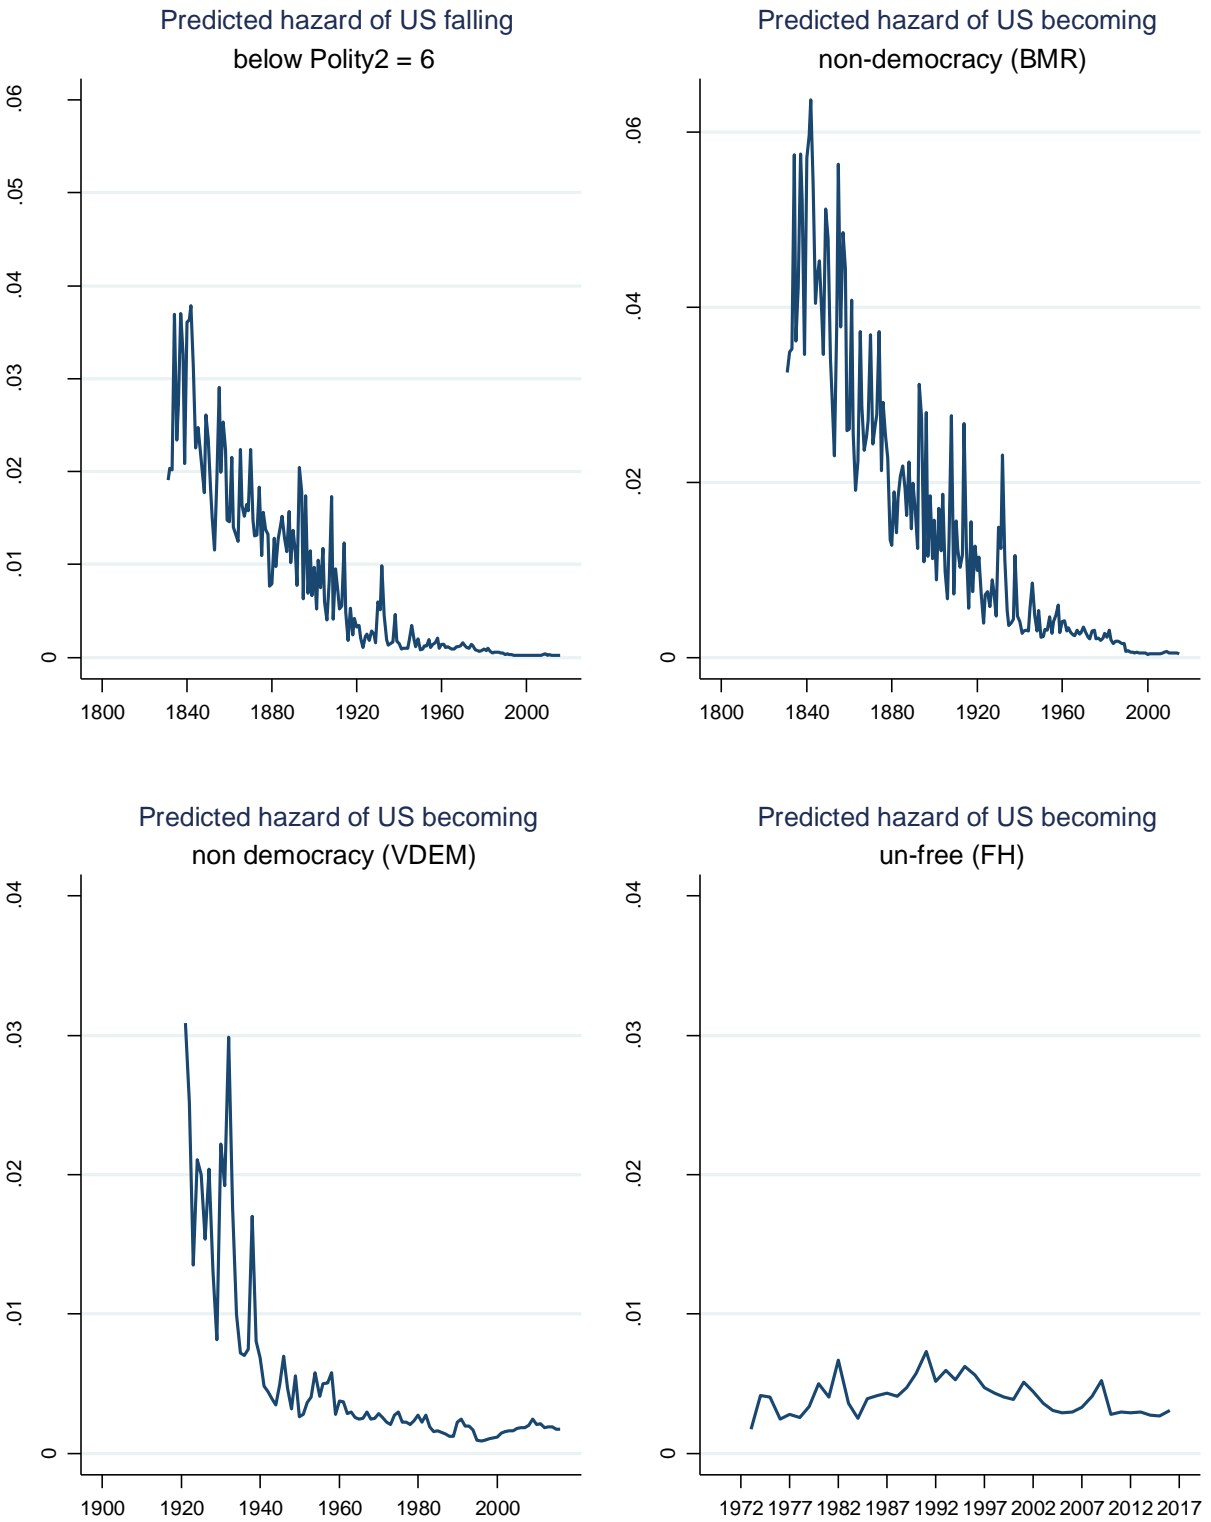 Predicted hazard of US falling
below Polity2 = 6
.06
.05
.04
.03
.02
.01
0
1800 1840 1880 1920 1960 2000
Predicted hazard of US becoming
non-democracy (BMR)
.06
.04
.02
0
1800 1840 1880 1920 1960 2000
Predicted hazard of US becoming
non democracy (VDEM)
.04
.03
.02
.01
0
1900 1920 1940 1960 1980 2000
Predicted hazard of US becoming
un-free (FH)
.04
.03
.02
.01
0
1972 1977 1982 1987 1992 1997 2002 2007 2012 2017